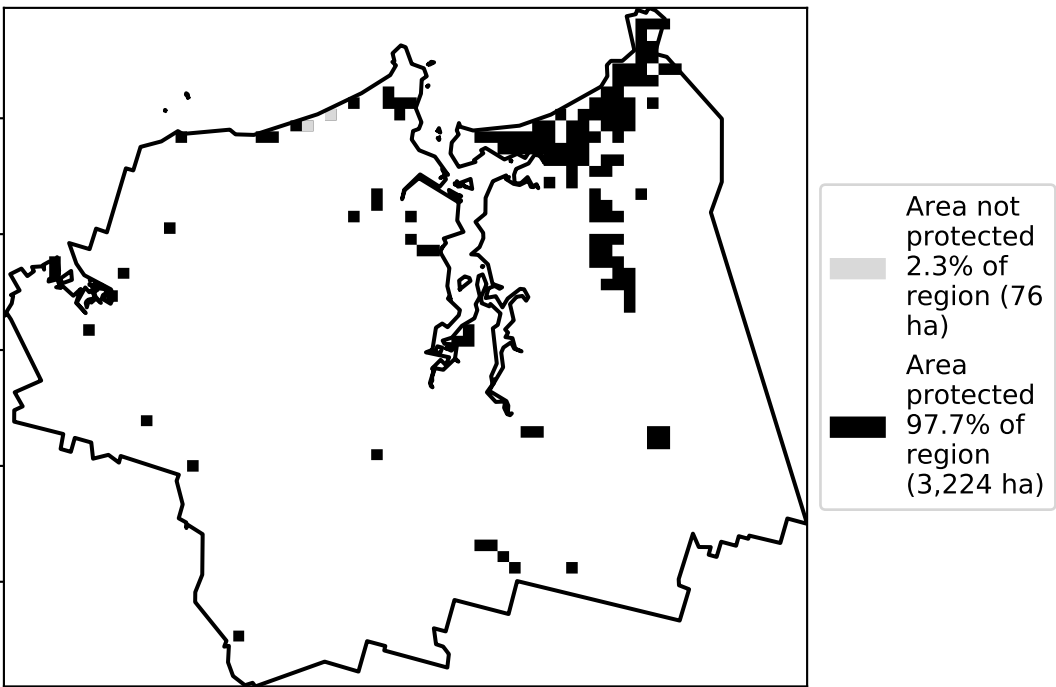 Area not
protected
2.3% of
region (76
ha)
Area
protected
97.7% of
region
(3,224 ha)